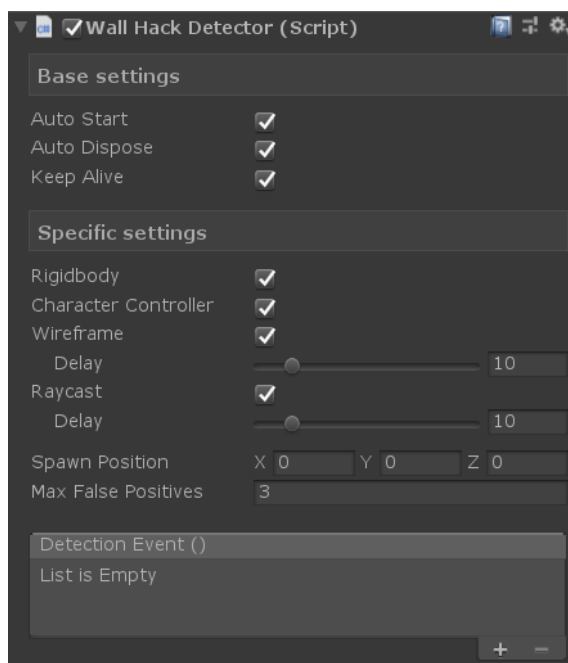 Wall Hack Detector (Script)
Base settings
Auto Start
Auto Dispose
Keep Alive
Specific settings
Rigidbody
Character Controller
Wireframe
Delay 10
Raycast
Delay 10
Spawn Position X 0 Y 0 Z 0
Max False Positives 3
Detection Event ()
List is Empty